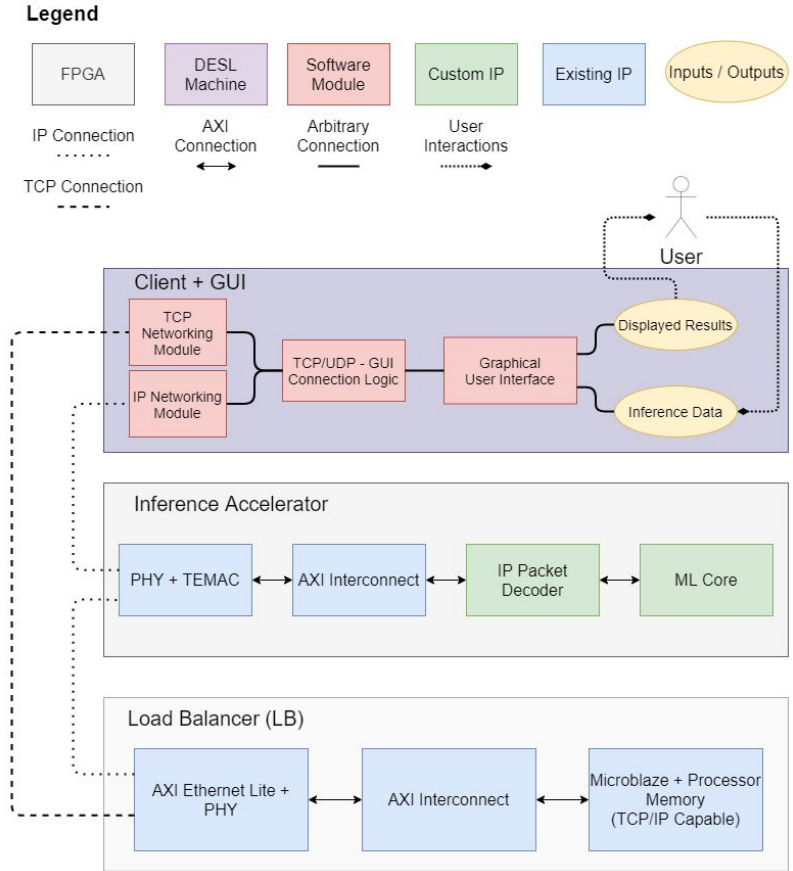 Legend
FPGA
DESL
Machine
Software
Module
Custom IP
Existing IP
Inputs / Outputs
IP Connection
AXI
Connection
Arbitrary
Connection
User
Interactions
TCP Connection
User
Client + GUI
TCP
Networking
Module
IP Networking
Module
TCP/UDP - GUI
Connection Logic
Graphical
User Interface
Displayed Results
Inference Data
Inference Accelerator
PHY + TEMAC
AXI Interconnect
IP Packet
Decoder
ML Core
Load Balancer (LB)
AXI Ethernet Lite +
PHY
AXI Interconnect
Microblaze + Processor
Memory
(TCP/IP Capable)